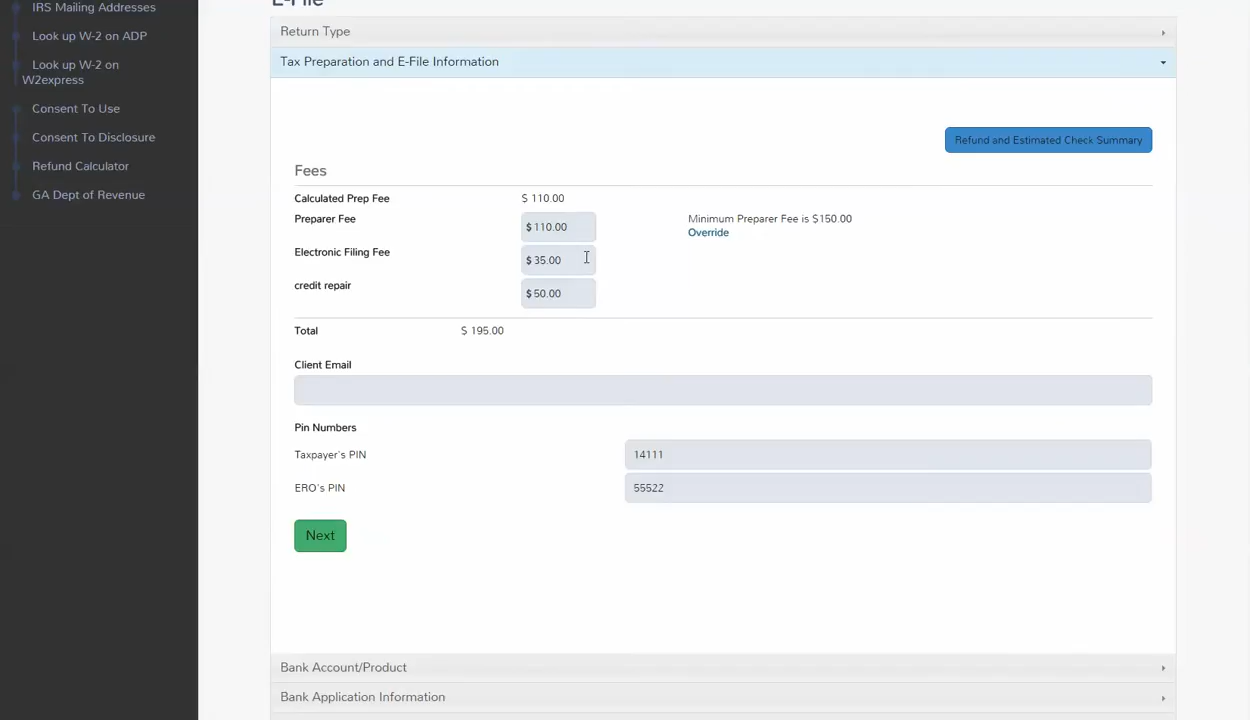 E-File
IRS Mailing Addresses
Look up W-2 on ADP
Look up W-2 on
W2express
Consent To Use
Consent To Disclosure
Refund Calculator
GA Dept of Revenue
Return Type
Tax Preparation and E-File Information
Refund and Estimated Check Summary
Fees
Calculated Prep Fee $ 110.00
Preparer Fee $ 110.00 Minimum Preparer Fee is $150.00
Override
Electronic Filing Fee $ 35.00
credit repair $ 50.00
Total $ 195.00
Client Email
Pin Numbers
Taxpayer's PIN 14111
ERO's PIN 55522
Next
Bank Account/Product
Bank Application Information